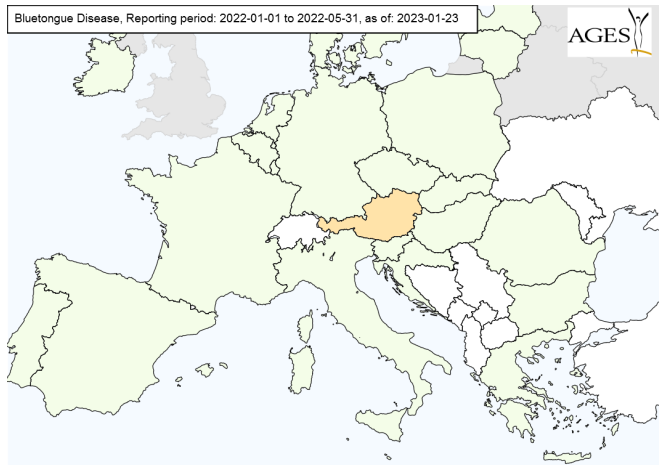 Bluetongue Disease, Reporting period: 2022-01-01 to 2022-05-31, as of: 2023-01-23
AGES